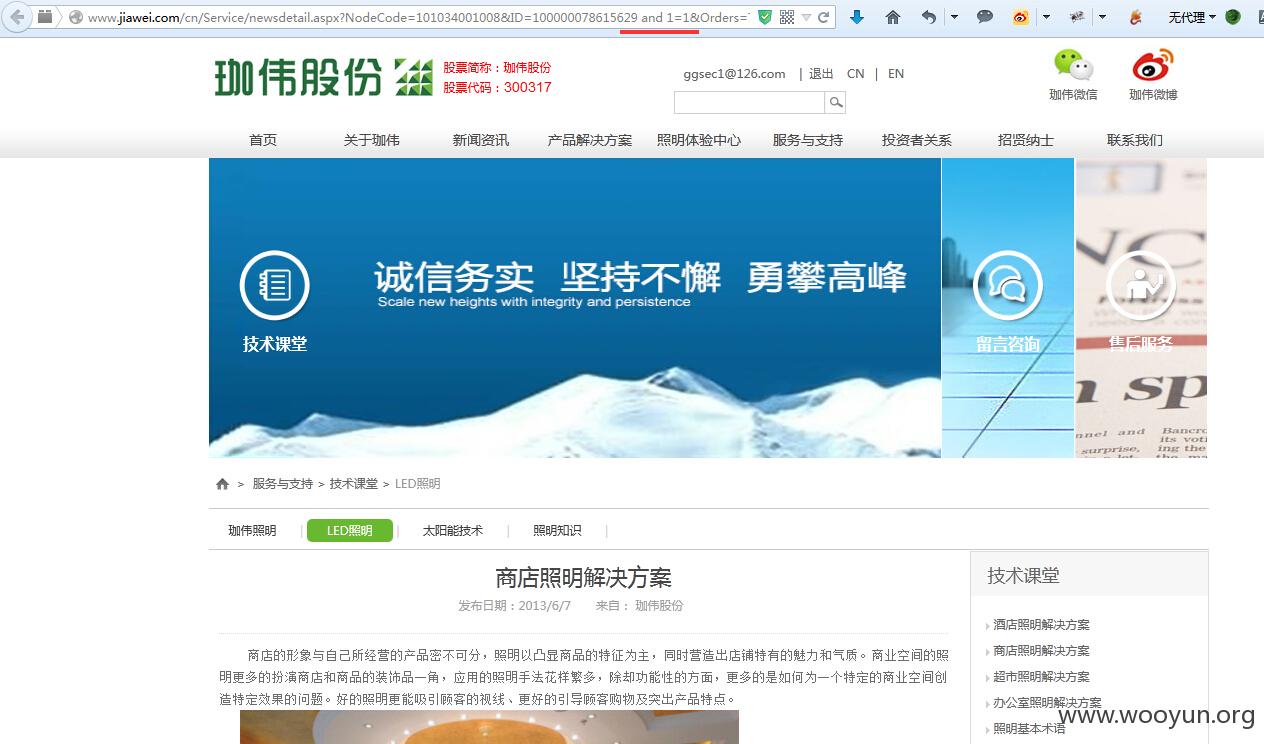 www.jiawei.com/cn/Service/newsdetail.aspx?NodeCode=101034001008&ID=100000078615629 and 1=1&Orders=
无代理
珈伟股份
股票简称：珈伟股份
股票代码：300317
ggsec1@126.com | 退出 CN | EN
珈伟微信
珈伟微博
首页 关于珈伟 新闻资讯 产品解决方案 照明体验中心 服务与支持 投资者关系 招贤纳士 联系我们
诚信务实 坚持不懈 勇攀高峰
Scale new heights with integrity and persistence
技术课堂
留言咨询
售后服务
nnel and Bancro
its voti
surprise, ing the
> 服务与支持 > 技术课堂 > LED照明
珈伟照明 | LED照明 | 太阳能技术 | 照明知识 |
商店照明解决方案
发布日期：2013/6/7 来自： 珈伟股份
商店的形象与自己所经营的产品密不可分，照明以凸显商品的特征为主，同时营造出店铺特有的魅力和气质。商业空间的照
明更多的扮演商店和商品的装饰品一角，应用的照明手法花样繁多，除却功能性的方面，更多的是如何为一个特定的商业空间创
造特定效果的问题。好的照明更能吸引顾客的视线、更好的引导顾客购物及突出产品特点。
技术课堂
酒店照明解决方案
商店照明解决方案
超市照明解决方案
办公室照明解决方案
照明基本术语
www.wooyun.org